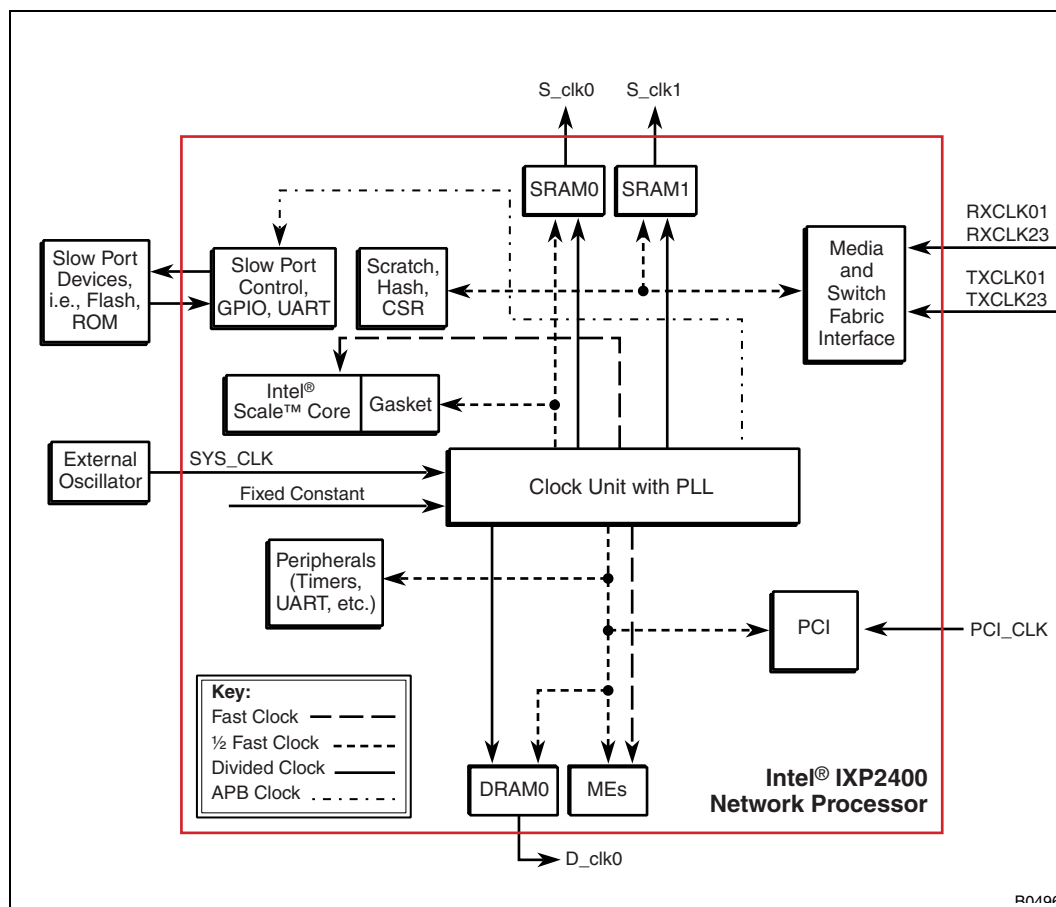 S_clk0
S_clk1
SRAM0
SRAM1
RXCLK01
RXCLK23
TXCLK01
TXCLK23
Slow Port
Devices,
i.e., Flash,
ROM
Slow Port
Control,
GPIO, UART
Scratch,
Hash,
CSR
Media
and
Switch
Fabric
Interface
Intel®
Scale™ Core
Gasket
External
Oscillator
SYS_CLK
Fixed Constant
Clock Unit with PLL
Peripherals
(Timers,
UART, etc.)
PCI
PCI_CLK
Key:
Fast Clock
½ Fast Clock
Divided Clock
APB Clock
DRAM0
MEs
Intel® IXP2400
Network Processor
D_clk0
B0496